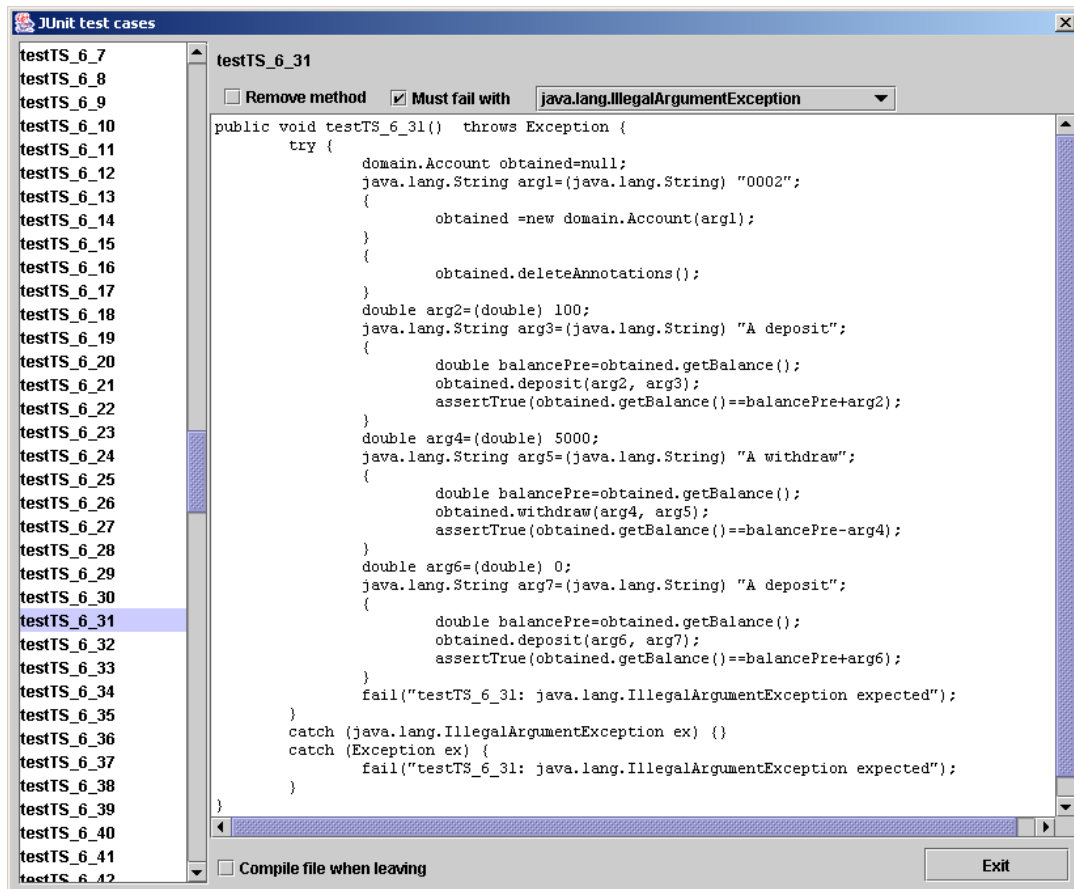 JUnit test cases
testTS_6_7
testTS_6_8
testTS_6_9
testTS_6_10
testTS_6_11
testTS_6_12
testTS_6_13
testTS_6_14
testTS_6_15
testTS_6_16
testTS_6_17
testTS_6_18
testTS_6_19
testTS_6_20
testTS_6_21
testTS_6_22
testTS_6_23
testTS_6_24
testTS_6_25
testTS_6_26
testTS_6_27
testTS_6_28
testTS_6_29
testTS_6_30
testTS_6_31
testTS_6_32
testTS_6_33
testTS_6_34
testTS_6_35
testTS_6_36
testTS_6_37
testTS_6_38
testTS_6_39
testTS_6_40
testTS_6_41
testTS_6_42
testTS_6_31
Remove method Must fail with java.lang.IllegalArgumentException
public void testTS_6_31()  throws Exception {
try {
domain.Account obtained=null;
java.lang.String arg1=(java.lang.String) "0002";
{
obtained =new domain.Account(arg1);
}
{
obtained.deleteAnnotations();
}
double arg2=(double) 100;
java.lang.String arg3=(java.lang.String) "A deposit";
{
double balancePre=obtained.getBalance();
obtained.deposit(arg2, arg3);
assertTrue(obtained.getBalance()==balancePre+arg2);
}
double arg4=(double) 5000;
java.lang.String arg5=(java.lang.String) "A withdraw";
{
double balancePre=obtained.getBalance();
obtained.withdraw(arg4, arg5);
assertTrue(obtained.getBalance()==balancePre-arg4);
}
double arg6=(double) 0;
java.lang.String arg7=(java.lang.String) "A deposit";
{
double balancePre=obtained.getBalance();
obtained.deposit(arg6, arg7);
assertTrue(obtained.getBalance()==balancePre+arg6);
}
fail("testTS_6_31: java.lang.IllegalArgumentException expected");
}
catch (java.lang.IllegalArgumentException ex) {}
catch (Exception ex) {
fail("testTS_6_31: java.lang.IllegalArgumentException expected");
}
}
Compile file when leaving
Exit